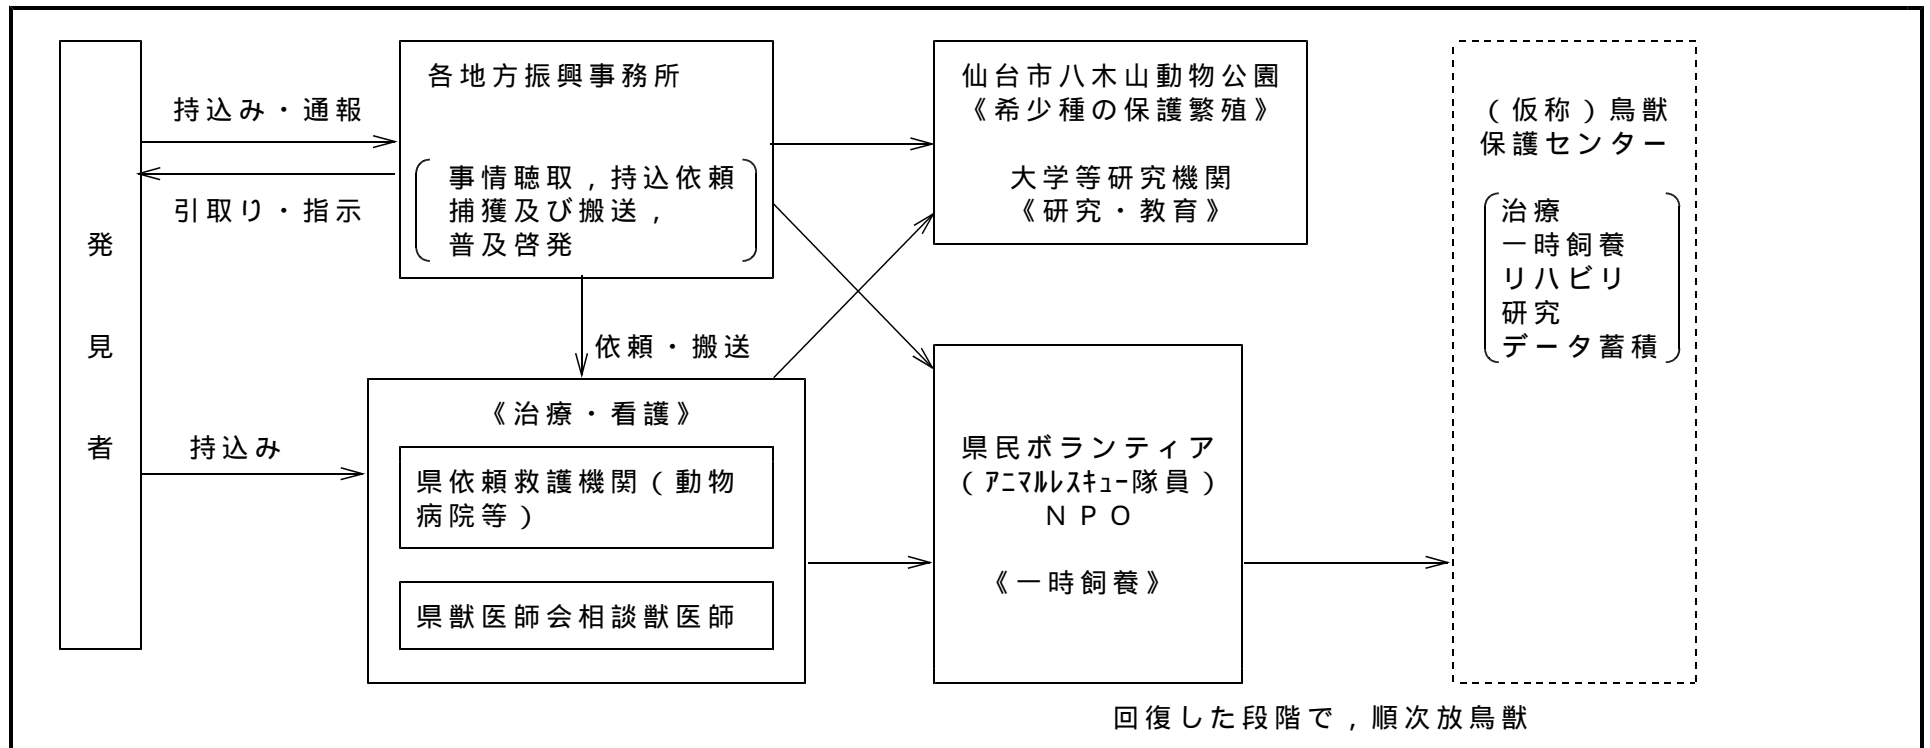 発見者
持込み・通報
引取り・指示
持込み
各地方振興事務所
事情聴取，持込依頼
捕獲及び搬送，
普及啓発
依頼・搬送
《治療・看護》
県依頼救護機関（動物
病院等）
県獣医師会相談獣医師
仙台市八木山動物公園
《希少種の保護繁殖》
大学等研究機関
《研究・教育》
県民ボランティア
（ｱﾆﾏﾙﾚｽｷｭｰ隊員）
ＮＰＯ
《一時飼養》
（仮称）鳥獣
保護センター
治療
一時飼養
リハビリ
研究
データ蓄積
回復した段階で，順次放鳥獣